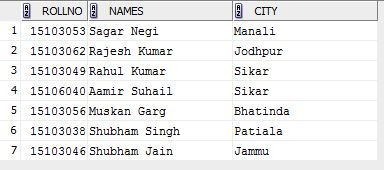 ROLLNO NAMES CITY
1 15103053 Sagar Negi Manali
2 15103062 Rajesh Kumar Jodhpur
3 15103049 Rahul Kumar Sikar
4 15106040 Aamir Suhail Sikar
5 15103056 Muskan Garg Bhatinda
6 15103038 Shubham Singh Patiala
7 15103046 Shubham Jain Jammu